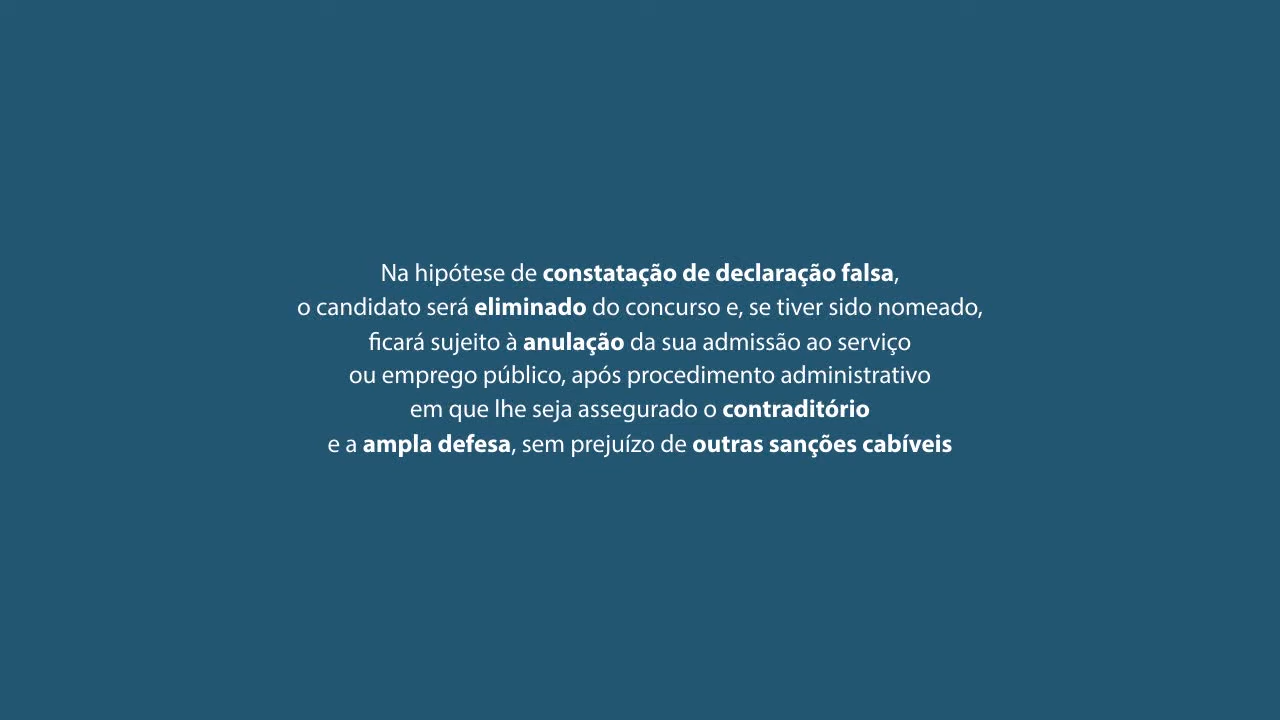 Na hipótese de constatação de declaração falsa,
o candidato será eliminado do concurso e, se tiver sido nomeado,
ficará sujeito à anulação da sua admissão ao serviço
ou emprego público, após procedimento administrativo
em que lhe seja assegurado o contraditório
e a ampla defesa, sem prejuízo de outras sanções cabíveis